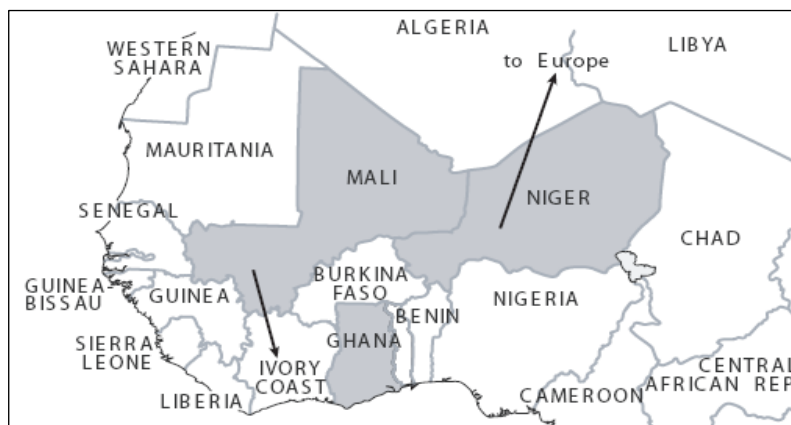 ALGERIA
LIBYA
WESTERN
SAHARA
to Europe
MAURITANIA
MALI
NIGER
SENEGAL
CHAD
GUINEA-
BISSAU
GUINEA
BURKINA
FASO
NIGERIA
BENIN
GHANA
SIERRA
LEONE
IVORY
COAST
LIBERIA
CAMEROON
CENTRAL
AFRICAN REP